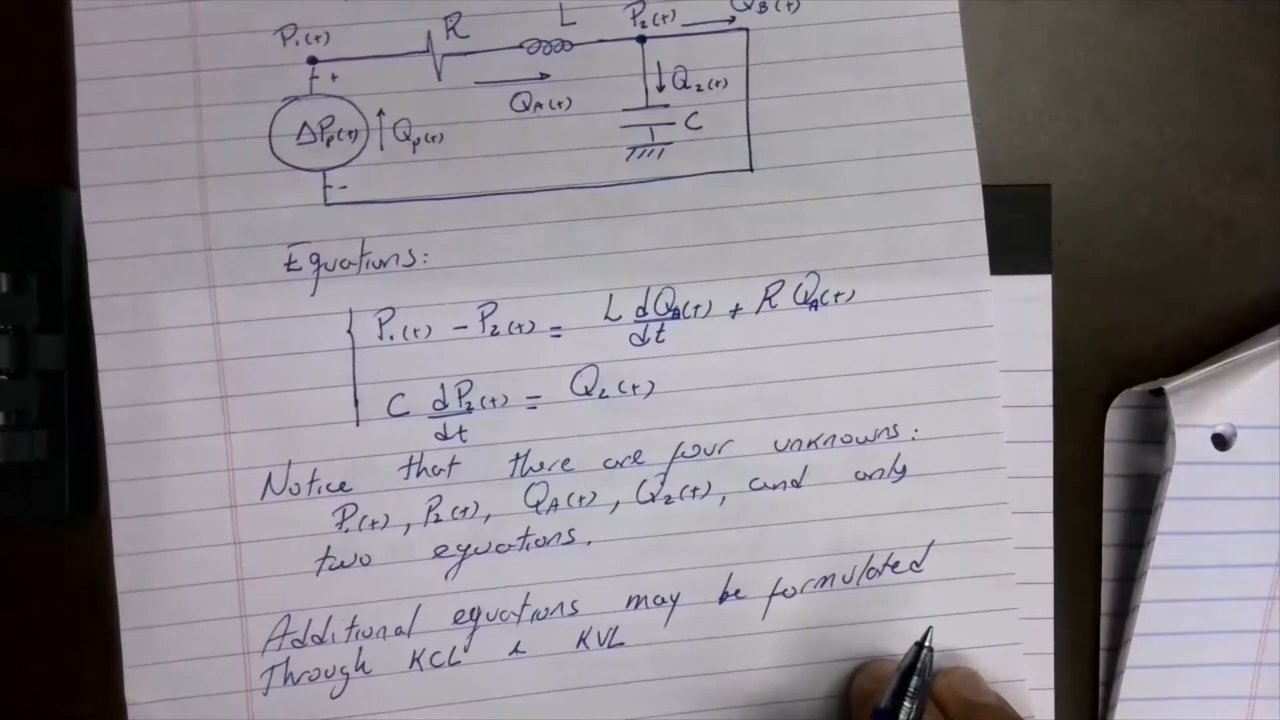 P₁(t) R L P₂(t) Q_B(t)
+ Q_A(t) Q₂(t)
ΔP_p(t) Q_p(t) C
-
Equations:
P₁(t) - P₂(t) = L dQ_A(t)/dt + R Q_A(t)
C dP₂(t)/dt = Q₂(t)
Notice that there are four unknowns:
P₁(t), P₂(t), Q_A(t), Q₂(t), and only
two equations.
Additional equations may be formulated
Through KCL & KVL